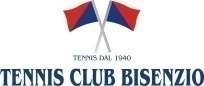 TENNIS DAL 1940
TENNIS CLUB BISENZIO